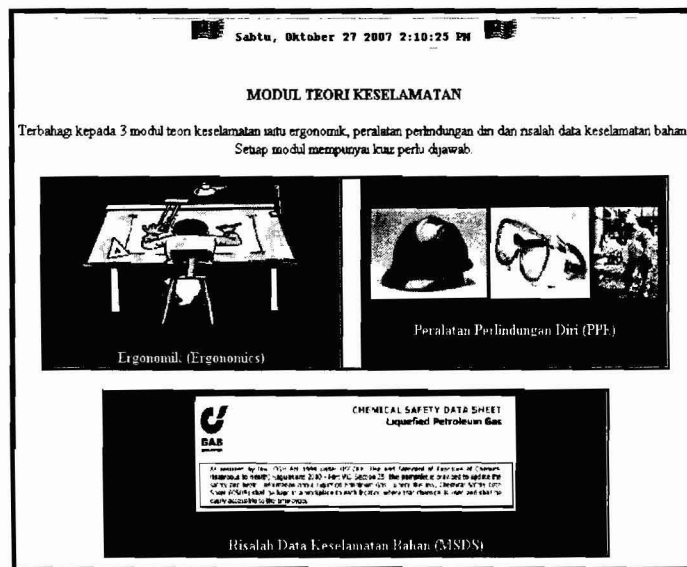 Sabtu, Oktober 27 2007 2:10:25 PM
MODUL TEORI KESELAMATAN
Terbahagi kepada 3 modul teori keselamatan iaitu ergonomik, peralatan perlindungan diri dan risalah data keselamatan bahan
Setiap modul mempunyai kuiz perlu dijawab.
Ergonomik (Ergonomics)
Peralatan Perlindungan Diri (PPE)
GAS
CHEMICAL SAFETY DATA SHEET
Liquefied Petroleum Gas
Risalah Data Keselamatan Bahan (MSDS)